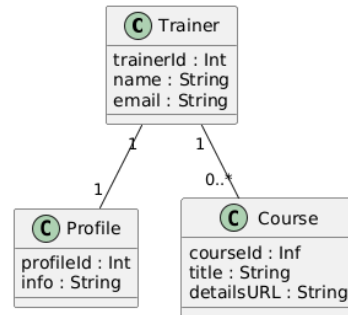 C Trainer
trainerId : Int
name : String
email : String
1
1
1
0..*
C Profile
profileId : Int
info : String
C Course
courseId : Inf
title : String
detailsURL : String